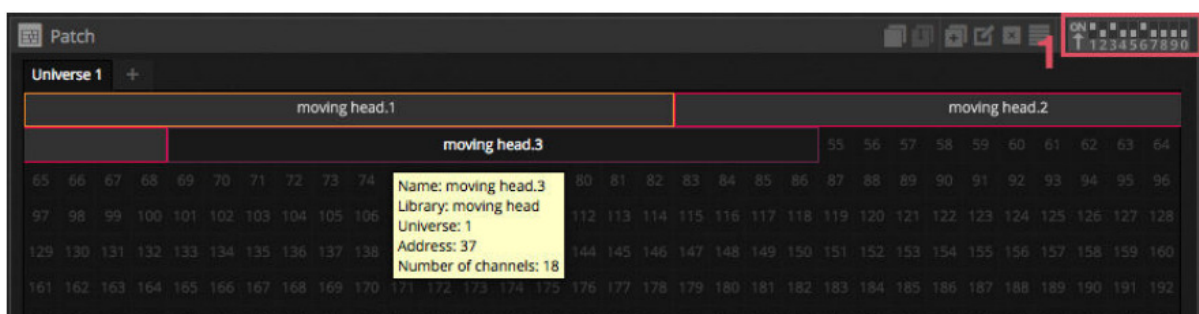 Patch
1
ON
1234567890
Universe 1 +
moving head.1 moving head.2
moving head.3 55 56 57 58 59 60 61 62 63 64
65 66 67 68 69 70 71 72 73 74 80 81 82 83 84 85 86 87 88 89 90 91 92 93 94 95 96
Name: moving head.3
Library: moving head
97 98 99 100 101 102 103 104 105 106 112 113 114 115 116 117 118 119 120 121 122 123 124 125 126 127 128
Universe: 1
Address: 37
129 130 131 132 133 134 135 136 137 138 144 145 146 147 148 149 150 151 152 153 154 155 156 157 158 159 160
Number of channels: 18
161 162 163 164 165 166 167 168 169 170 171 172 173 174 175 176 177 178 179 180 181 182 183 184 185 186 187 188 189 190 191 192